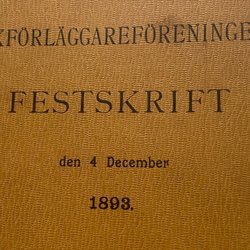 KFÖRLÄGGAREFÖRENINGE
FESTSKRIFT
den 4 December
1893.